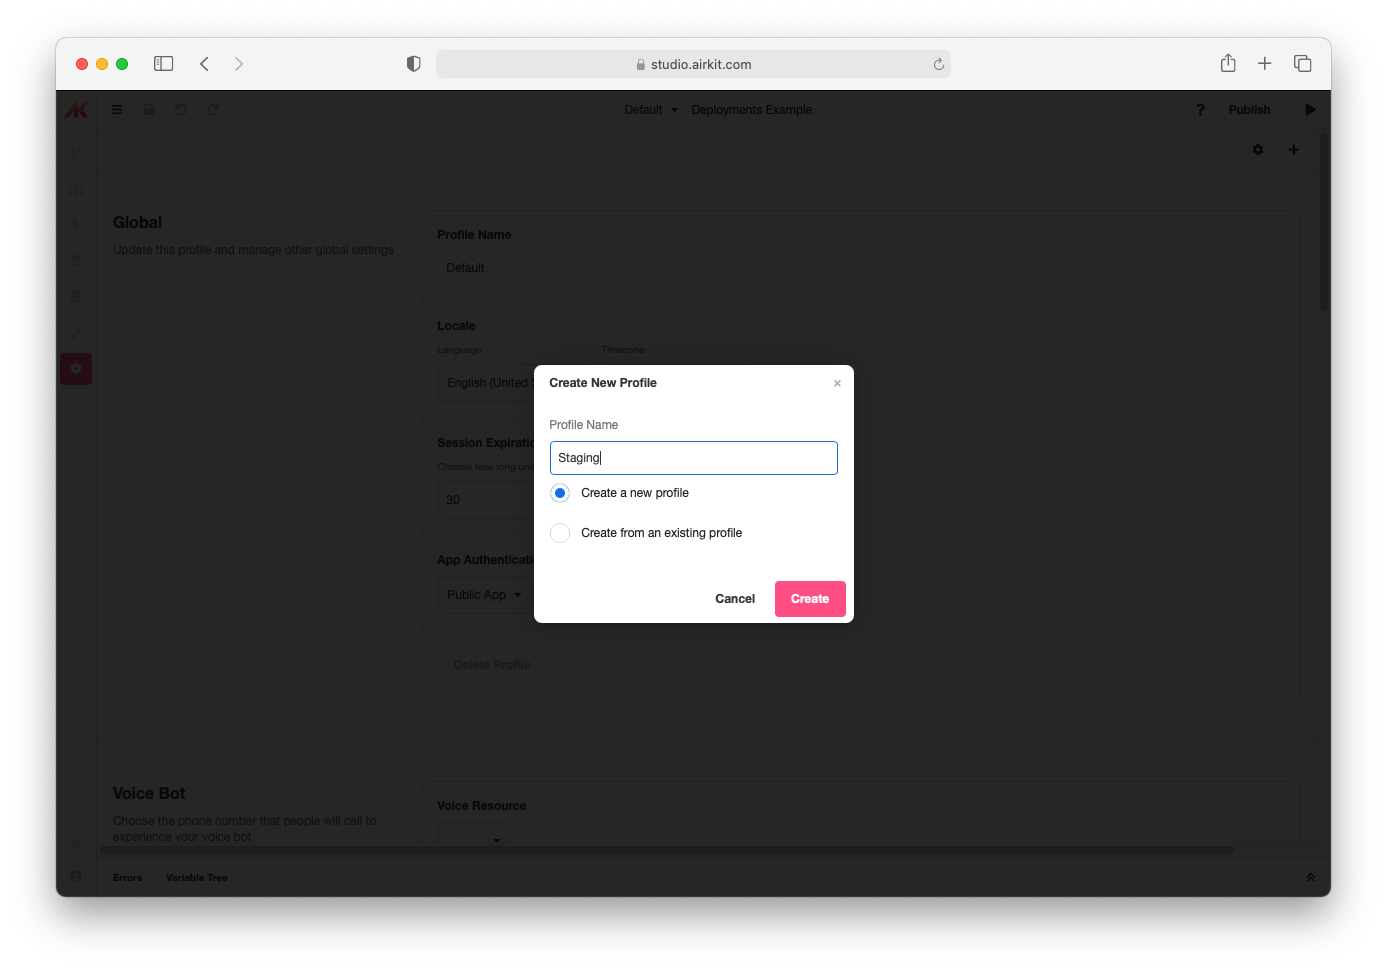 studio.airkit.com
AK
Default Deployments Example ? Publish
Global
Update this profile and manage other global settings
Profile Name
Default
Locale
Language Timezone
English (United
Create New Profile ×
Profile Name
Staging
Create a new profile
Create from an existing profile
Cancel Create
Session Expiratio
Choose how long unt
30
App Authenticati
Public App
Delete Profile
Voice Bot
Choose the phone number that people will call to
experience your voice bot
Voice Resource
Errors Variable Tree